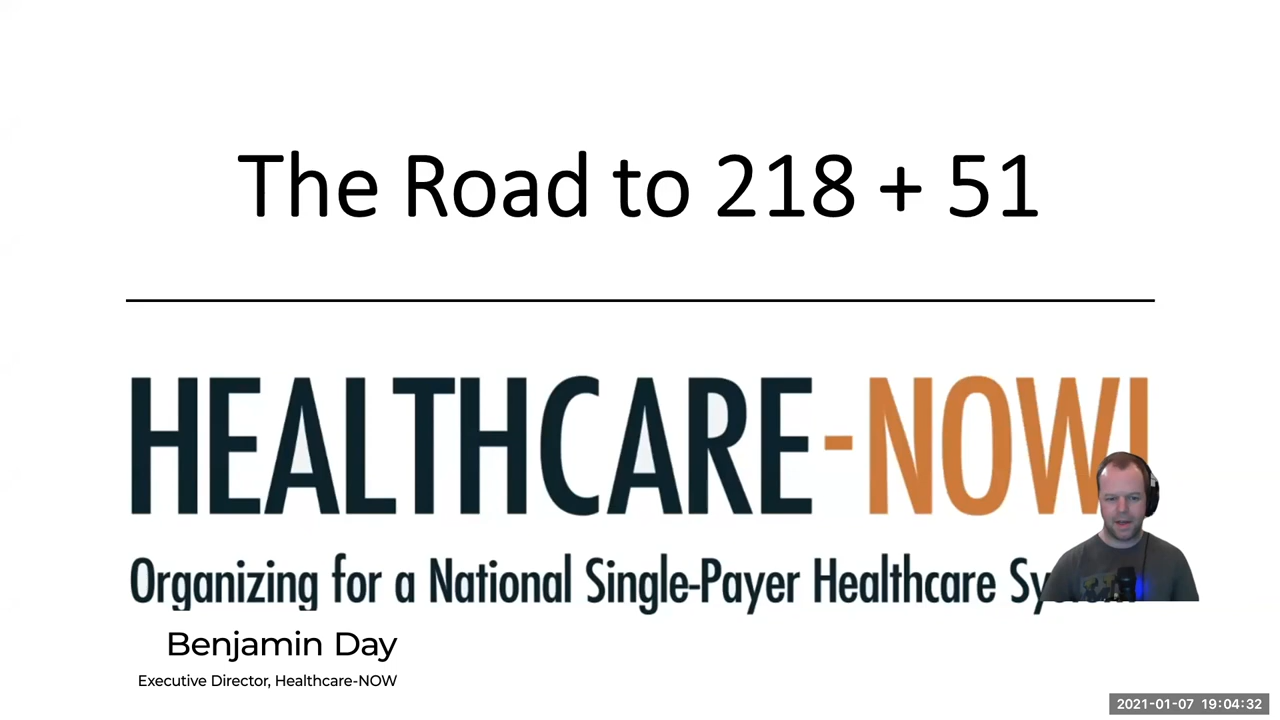 The Road to 218 + 51
HEALTHCARE-NOW!
Organizing for a National Single-Payer Healthcare
Benjamin Day
Executive Director, Healthcare-NOW
2021-01-07 19:04:32